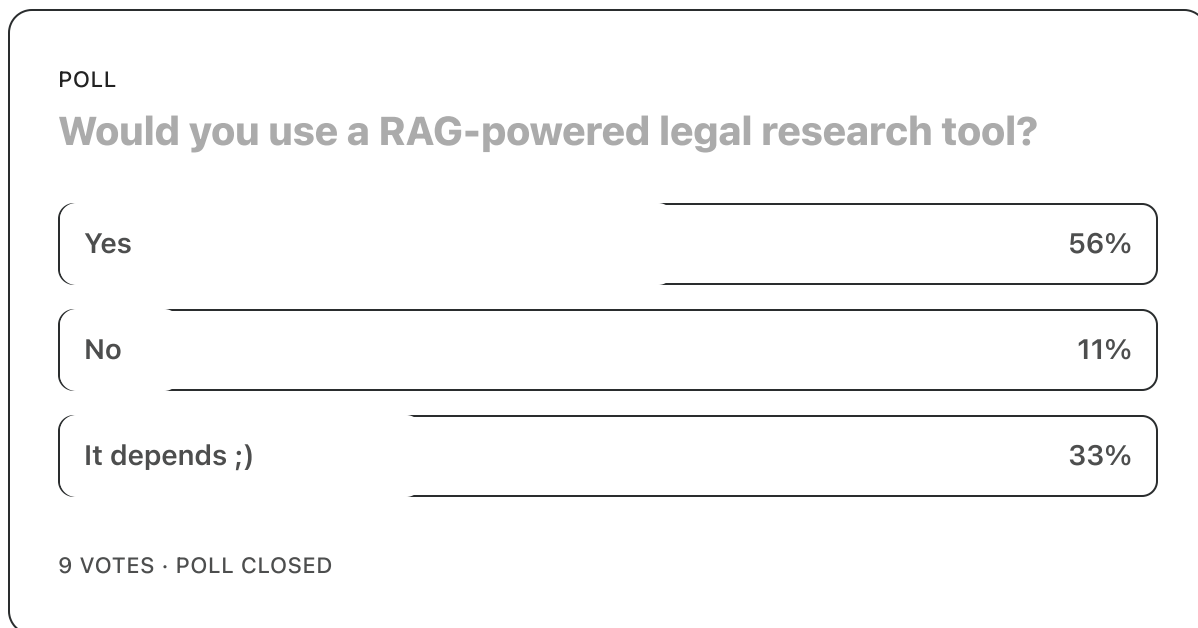 POLL
Would you use a RAG-powered legal research tool?
Yes 56%
No 11%
It depends ;) 33%
9 VOTES · POLL CLOSED